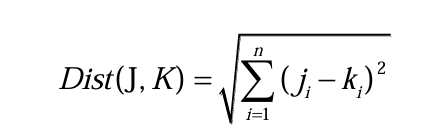 Dist(J, K) = √(∑_{i=1}^{n} (j_i − k_i)²)